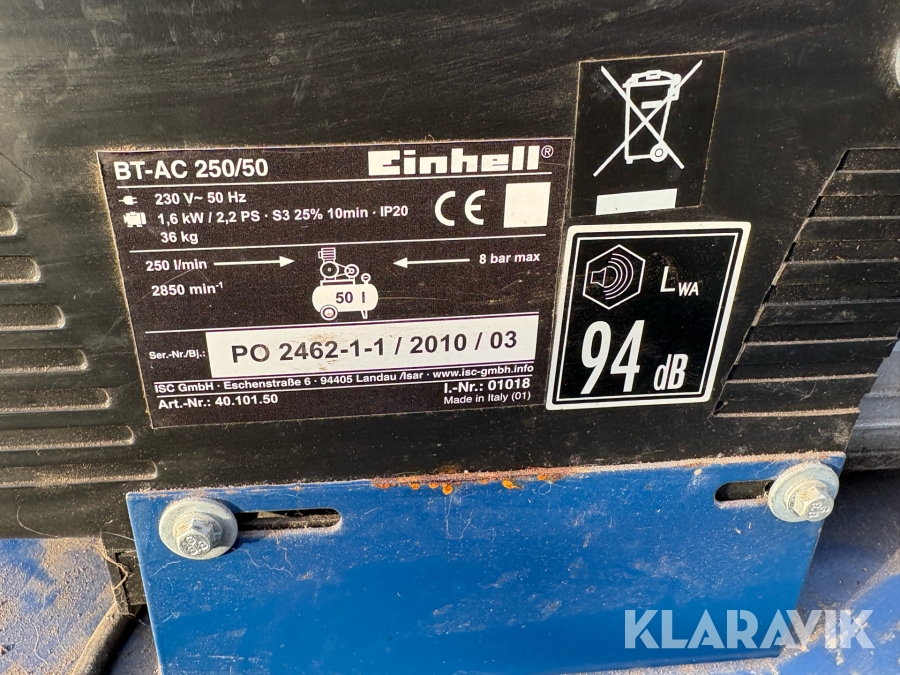 BT-AC 250/50
Einhell®
230 V~ 50 Hz
1,6 kW / 2,2 PS · S3 25% 10min · IP20
36 kg
CE
250 l/min
8 bar max
2850 min⁻¹
50 l
Ser.-Nr./Bj.:
PO 2462-1-1 / 2010 / 03
ISC GmbH · Eschenstraße 6 · 94405 Landau /Isar · www.isc-gmbh.info
Art.-Nr.: 40.101.50
I.-Nr.: 01018
Made in Italy (01)
LWA
94 dB
KLARAVIK